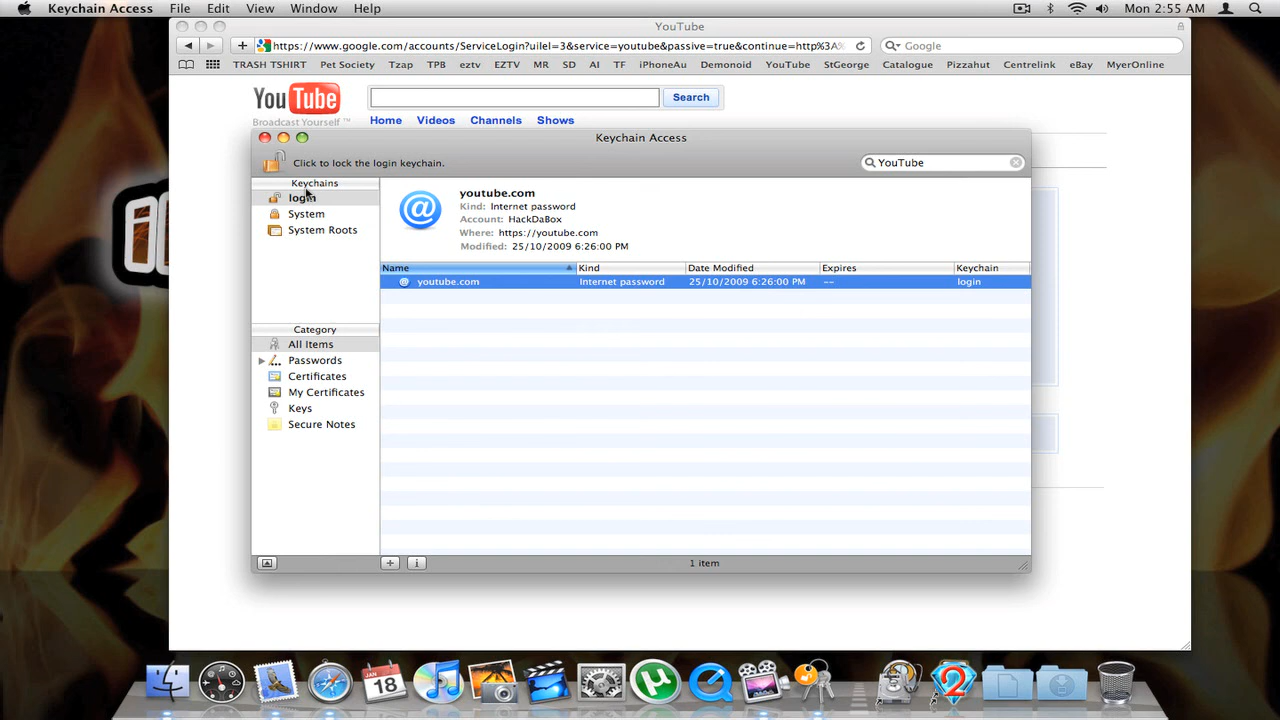 Keychain Access File Edit View Window Help Mon 2:55 AM
YouTube
https://www.google.com/accounts/ServiceLogin?uilel=3&service=youtube&passive=true&continue=http%3A
Google
TRASH TSHIRT Pet Society Tzap TPB eztv EZTV MR SD AI TF iPhoneAu Demonoid YouTube StGeorge Catalogue Pizzahut Centrelink eBay MyerOnline
YouTube
Search
Broadcast Yourself ™
Home Videos Channels Shows
Keychain Access
Click to lock the login keychain.
YouTube
Keychains
login
System
System Roots
youtube.com
Kind: Internet password
Account: HackDaBox
Where: https://youtube.com
Modified: 25/10/2009 6:26:00 PM
Name Kind Date Modified Expires Keychain
youtube.com Internet password 25/10/2009 6:26:00 PM -- login
Category
All Items
Passwords
Certificates
My Certificates
Keys
Secure Notes
1 item
JAN
18
2